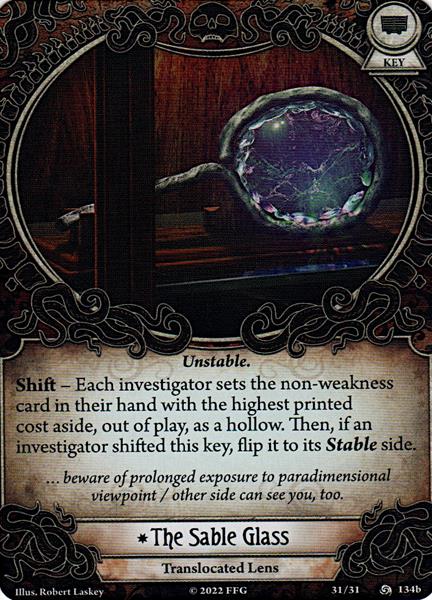 KEY
Unstable.
Shift – Each investigator sets the non-weakness
card in their hand with the highest printed
cost aside, out of play, as a hollow. Then, if an
investigator shifted this key, flip it to its Stable side.
... beware of prolonged exposure to paradimensional
viewpoint / other side can see you, too.
✷The Sable Glass
Translocated Lens
Illus. Robert Laskey © 2022 FFG 31/31 134b